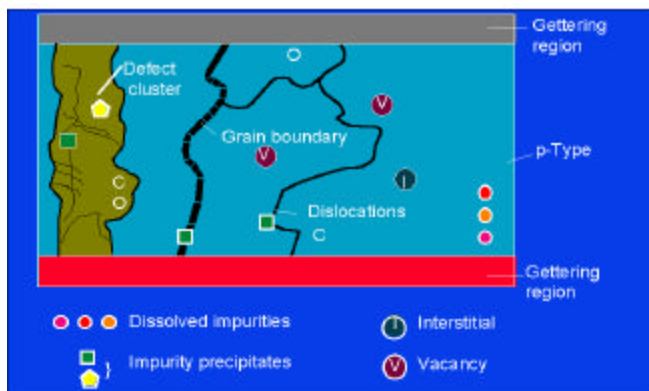 Gettering
region
Defect
cluster
O
V
Grain boundary
V
p-Type
I
C
O
Dislocations
C
Gettering
region
Dissolved impurities
I Interstitial
} Impurity precipitates
V Vacancy